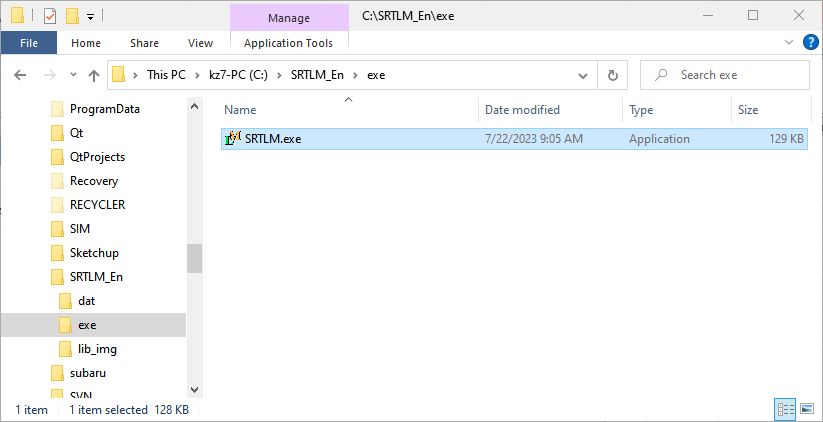 Manage
C:\SRTLM_En\exe
File Home Share View Application Tools
This PC kz7-PC (C:) SRTLM_En exe
Search exe
ProgramData
Qt
QtProjects
Recovery
RECYCLER
SIM
Sketchup
SRTLM_En
dat
exe
lib_img
subaru
SVN
Name Date modified Type Size
SRTLM.exe 7/22/2023 9:05 AM Application 129 KB
1 item 1 item selected 128 KB